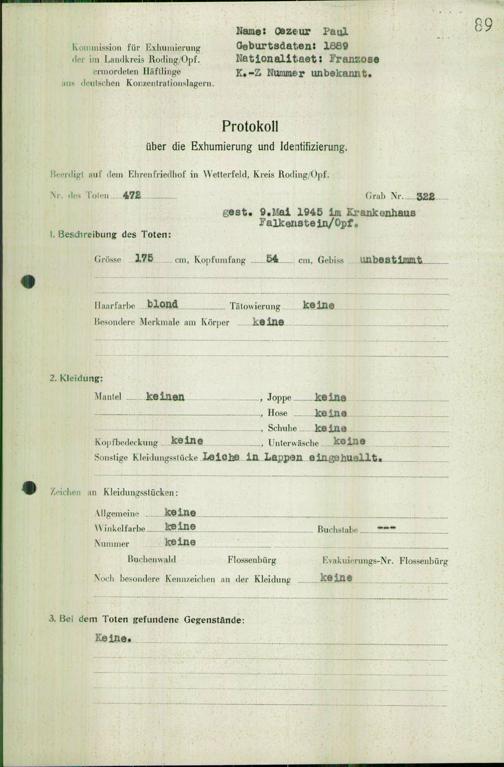 89
Name: Cezeur Paul
Geburtsdaten: 1889
Nationalitaet: Franzose
K.-Z Nummer unbekannt.
Kommission für Exhumierung
der im Landkreis Roding/Opf.
ermordeten Häftlinge
aus deutschen Konzentrationslagern.
Protokoll
über die Exhumierung und Identifizierung.
Beerdigt auf dem Ehrenfriedhof in Wetterfeld, Kreis Roding/Opf.
Nr. des Toten 472 Grab Nr. 322
gest. 9.Mai 1945 im Krankenhaus
Falkenstein/Opf.
1. Beschreibung des Toten:
Grösse 175 cm, Kopfumfang 54 cm, Gebiss unbestimmt
Haarfarbe blond Tätowierung keine
Besondere Merkmale am Körper keine
2. Kleidung:
Mantel keinen , Joppe keine
, Hose keine
, Schuhe keine
Kopfbedeckung keine , Unterwäsche keine
Sonstige Kleidungsstücke Leiche in Lappen eingehuellt.
Zeichen an Kleidungsstücken:
Allgemeine keine
Winkelfarbe keine Buchstabe ---
Nummer keine
Buchenwald Flossenbürg Evakuierungs-Nr. Flossenbürg
Noch besondere Kennzeichen an der Kleidung keine
3. Bei dem Toten gefundene Gegenstände:
Keine.